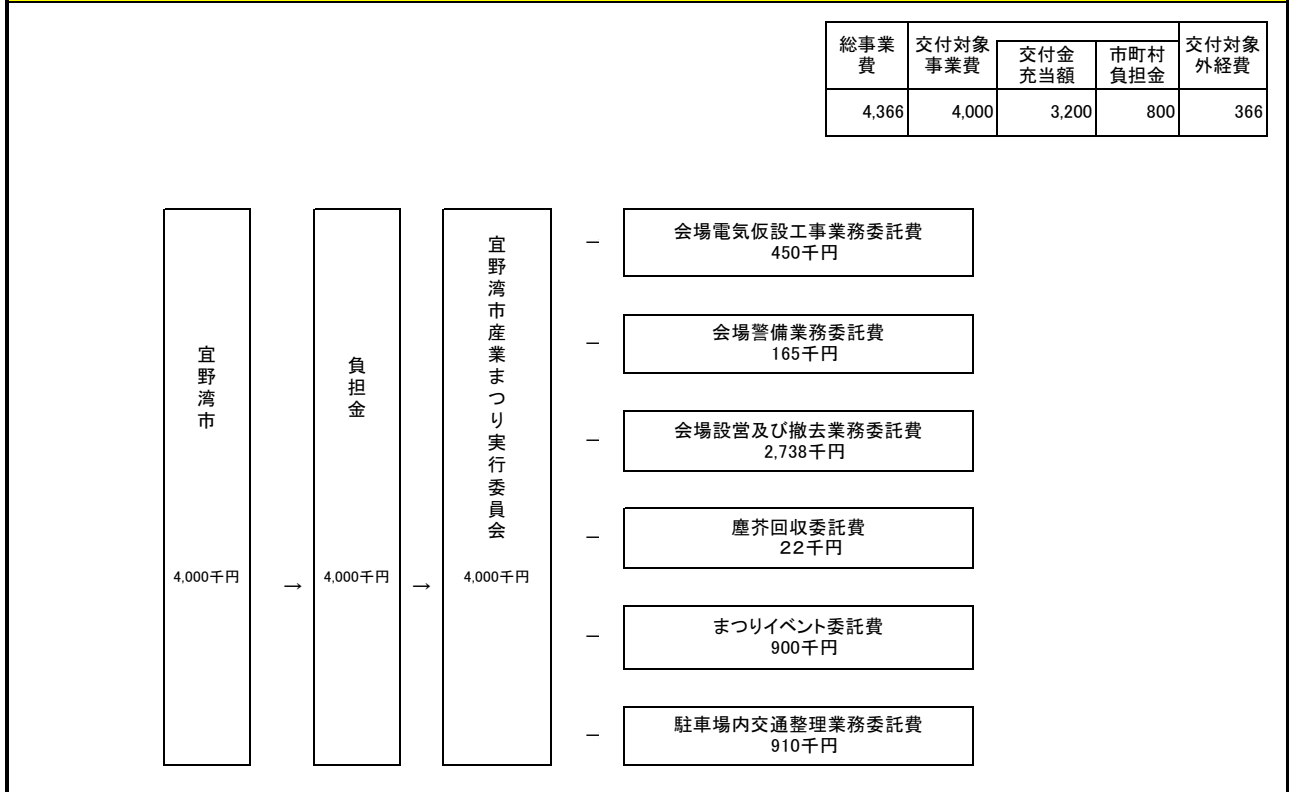 総事業
費
交付対象
事業費
交付金
充当額
市町村
負担金
交付対象
外経費
4,366
4,000
3,200
800
366
宜野湾市
4,000千円
→
負担金
4,000千円
→
宜野湾市産業まつり実行委員会
4,000千円
− 会場電気仮設工事業務委託費
450千円
− 会場警備業務委託費
165千円
− 会場設営及び撤去業務委託費
2,738千円
− 塵芥回収委託費
22千円
− まつりイベント委託費
900千円
− 駐車場内交通整理業務委託費
910千円